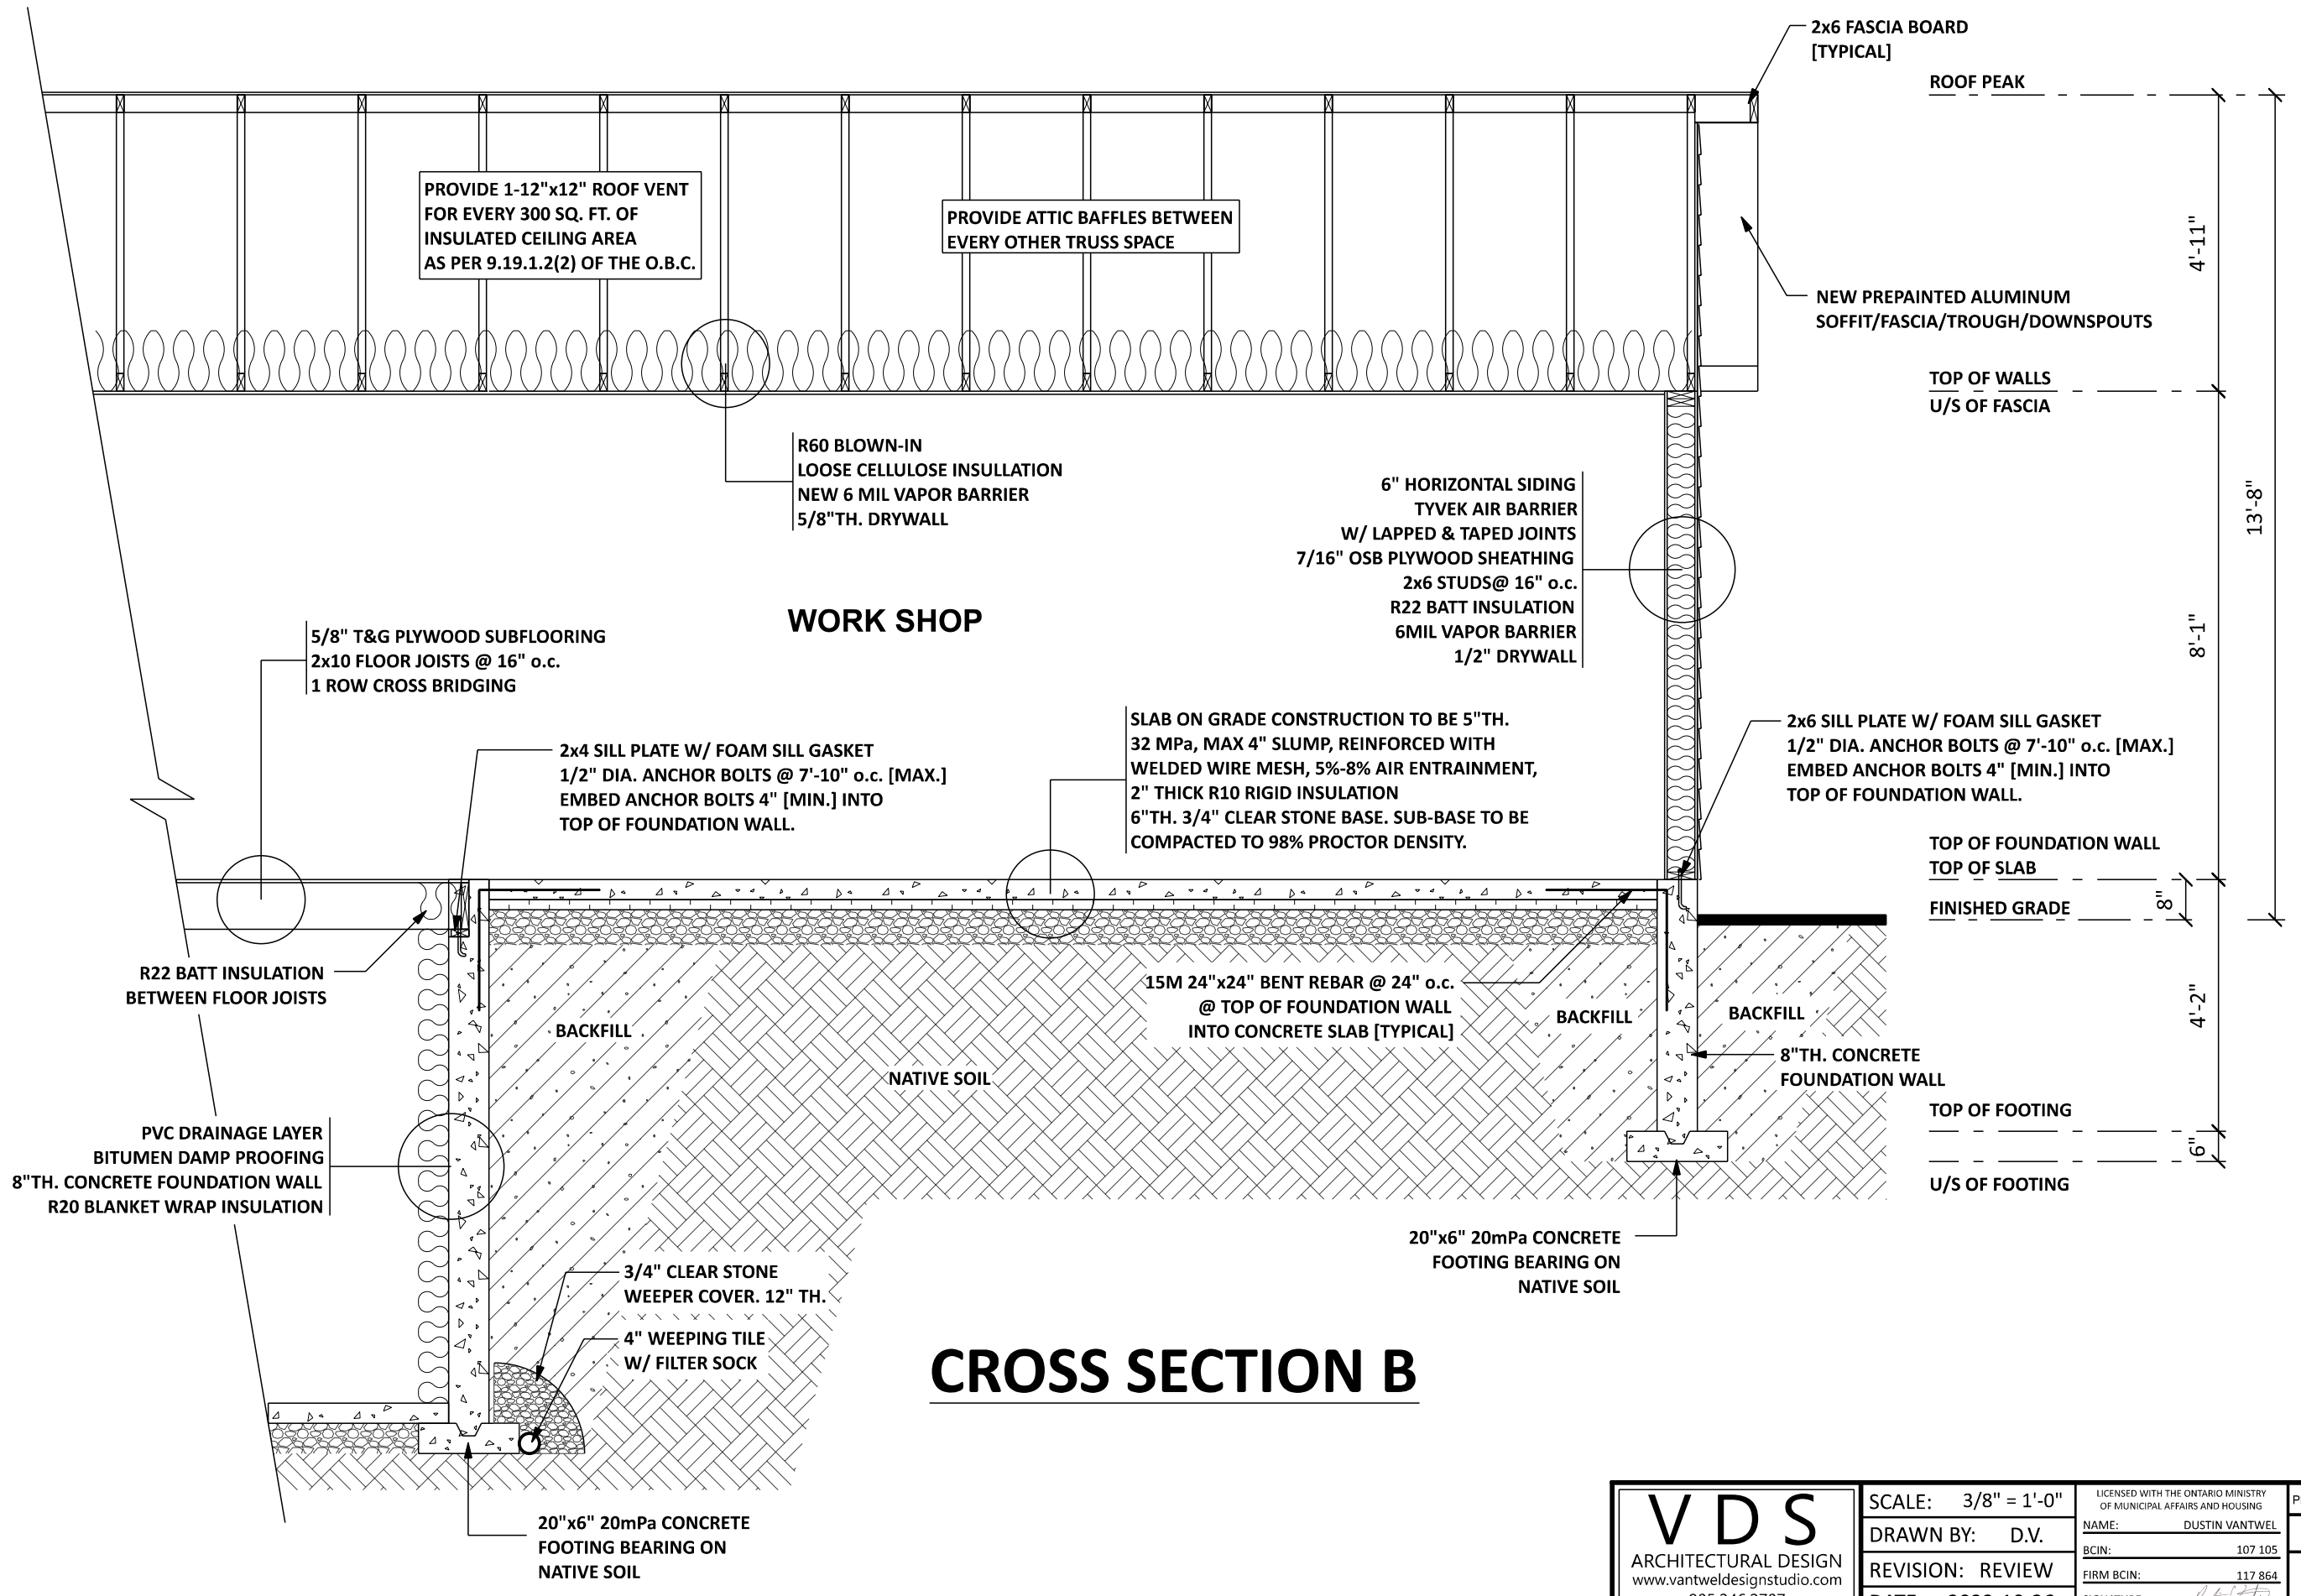 2x6 FASCIA BOARD
[TYPICAL]
ROOF PEAK
PROVIDE 1-12"x12" ROOF VENT
FOR EVERY 300 SQ. FT. OF
INSULATED CEILING AREA
AS PER 9.19.1.2(2) OF THE O.B.C.
PROVIDE ATTIC BAFFLES BETWEEN
EVERY OTHER TRUSS SPACE
4'-11"
NEW PREPAINTED ALUMINUM
SOFFIT/FASCIA/TROUGH/DOWNSPOUTS
TOP OF WALLS
U/S OF FASCIA
R60 BLOWN-IN
LOOSE CELLULOSE INSULLATION
NEW 6 MIL VAPOR BARRIER
5/8"TH. DRYWALL
6" HORIZONTAL SIDING
TYVEK AIR BARRIER
W/ LAPPED & TAPED JOINTS
7/16" OSB PLYWOOD SHEATHING
2x6 STUDS@ 16" o.c.
R22 BATT INSULATION
6MIL VAPOR BARRIER
1/2" DRYWALL
13'-8"
8'-1"
WORK SHOP
5/8" T&G PLYWOOD SUBFLOORING
2x10 FLOOR JOISTS @ 16" o.c.
1 ROW CROSS BRIDGING
2x4 SILL PLATE W/ FOAM SILL GASKET
1/2" DIA. ANCHOR BOLTS @ 7'-10" o.c. [MAX.]
EMBED ANCHOR BOLTS 4" [MIN.] INTO
TOP OF FOUNDATION WALL.
SLAB ON GRADE CONSTRUCTION TO BE 5"TH.
32 MPa, MAX 4" SLUMP, REINFORCED WITH
WELDED WIRE MESH, 5%-8% AIR ENTRAINMENT,
2" THICK R10 RIGID INSULATION
6"TH. 3/4" CLEAR STONE BASE. SUB-BASE TO BE
COMPACTED TO 98% PROCTOR DENSITY.
2x6 SILL PLATE W/ FOAM SILL GASKET
1/2" DIA. ANCHOR BOLTS @ 7'-10" o.c. [MAX.]
EMBED ANCHOR BOLTS 4" [MIN.] INTO
TOP OF FOUNDATION WALL.
TOP OF FOUNDATION WALL
TOP OF SLAB
8"
FINISHED GRADE
R22 BATT INSULATION
BETWEEN FLOOR JOISTS
BACKFILL
NATIVE SOIL
15M 24"x24" BENT REBAR @ 24" o.c.
@ TOP OF FOUNDATION WALL
INTO CONCRETE SLAB [TYPICAL]
BACKFILL
BACKFILL
4'-2"
8"TH. CONCRETE
FOUNDATION WALL
TOP OF FOOTING
6"
U/S OF FOOTING
PVC DRAINAGE LAYER
BITUMEN DAMP PROOFING
8"TH. CONCRETE FOUNDATION WALL
R20 BLANKET WRAP INSULATION
20"x6" 20mPa CONCRETE
FOOTING BEARING ON
NATIVE SOIL
3/4" CLEAR STONE
WEEPER COVER. 12" TH.
4" WEEPING TILE
W/ FILTER SOCK
CROSS SECTION B
20"x6" 20mPa CONCRETE
FOOTING BEARING ON
NATIVE SOIL
VDS
ARCHITECTURAL DESIGN
www.vantweldesignstudio.com
SCALE: 3/8" = 1'-0"
DRAWN BY: D.V.
REVISION: REVIEW
LICENSED WITH THE ONTARIO MINISTRY
OF MUNICIPAL AFFAIRS AND HOUSING
NAME: DUSTIN VANTWEL
BCIN: 107 105
FIRM BCIN: 117 864